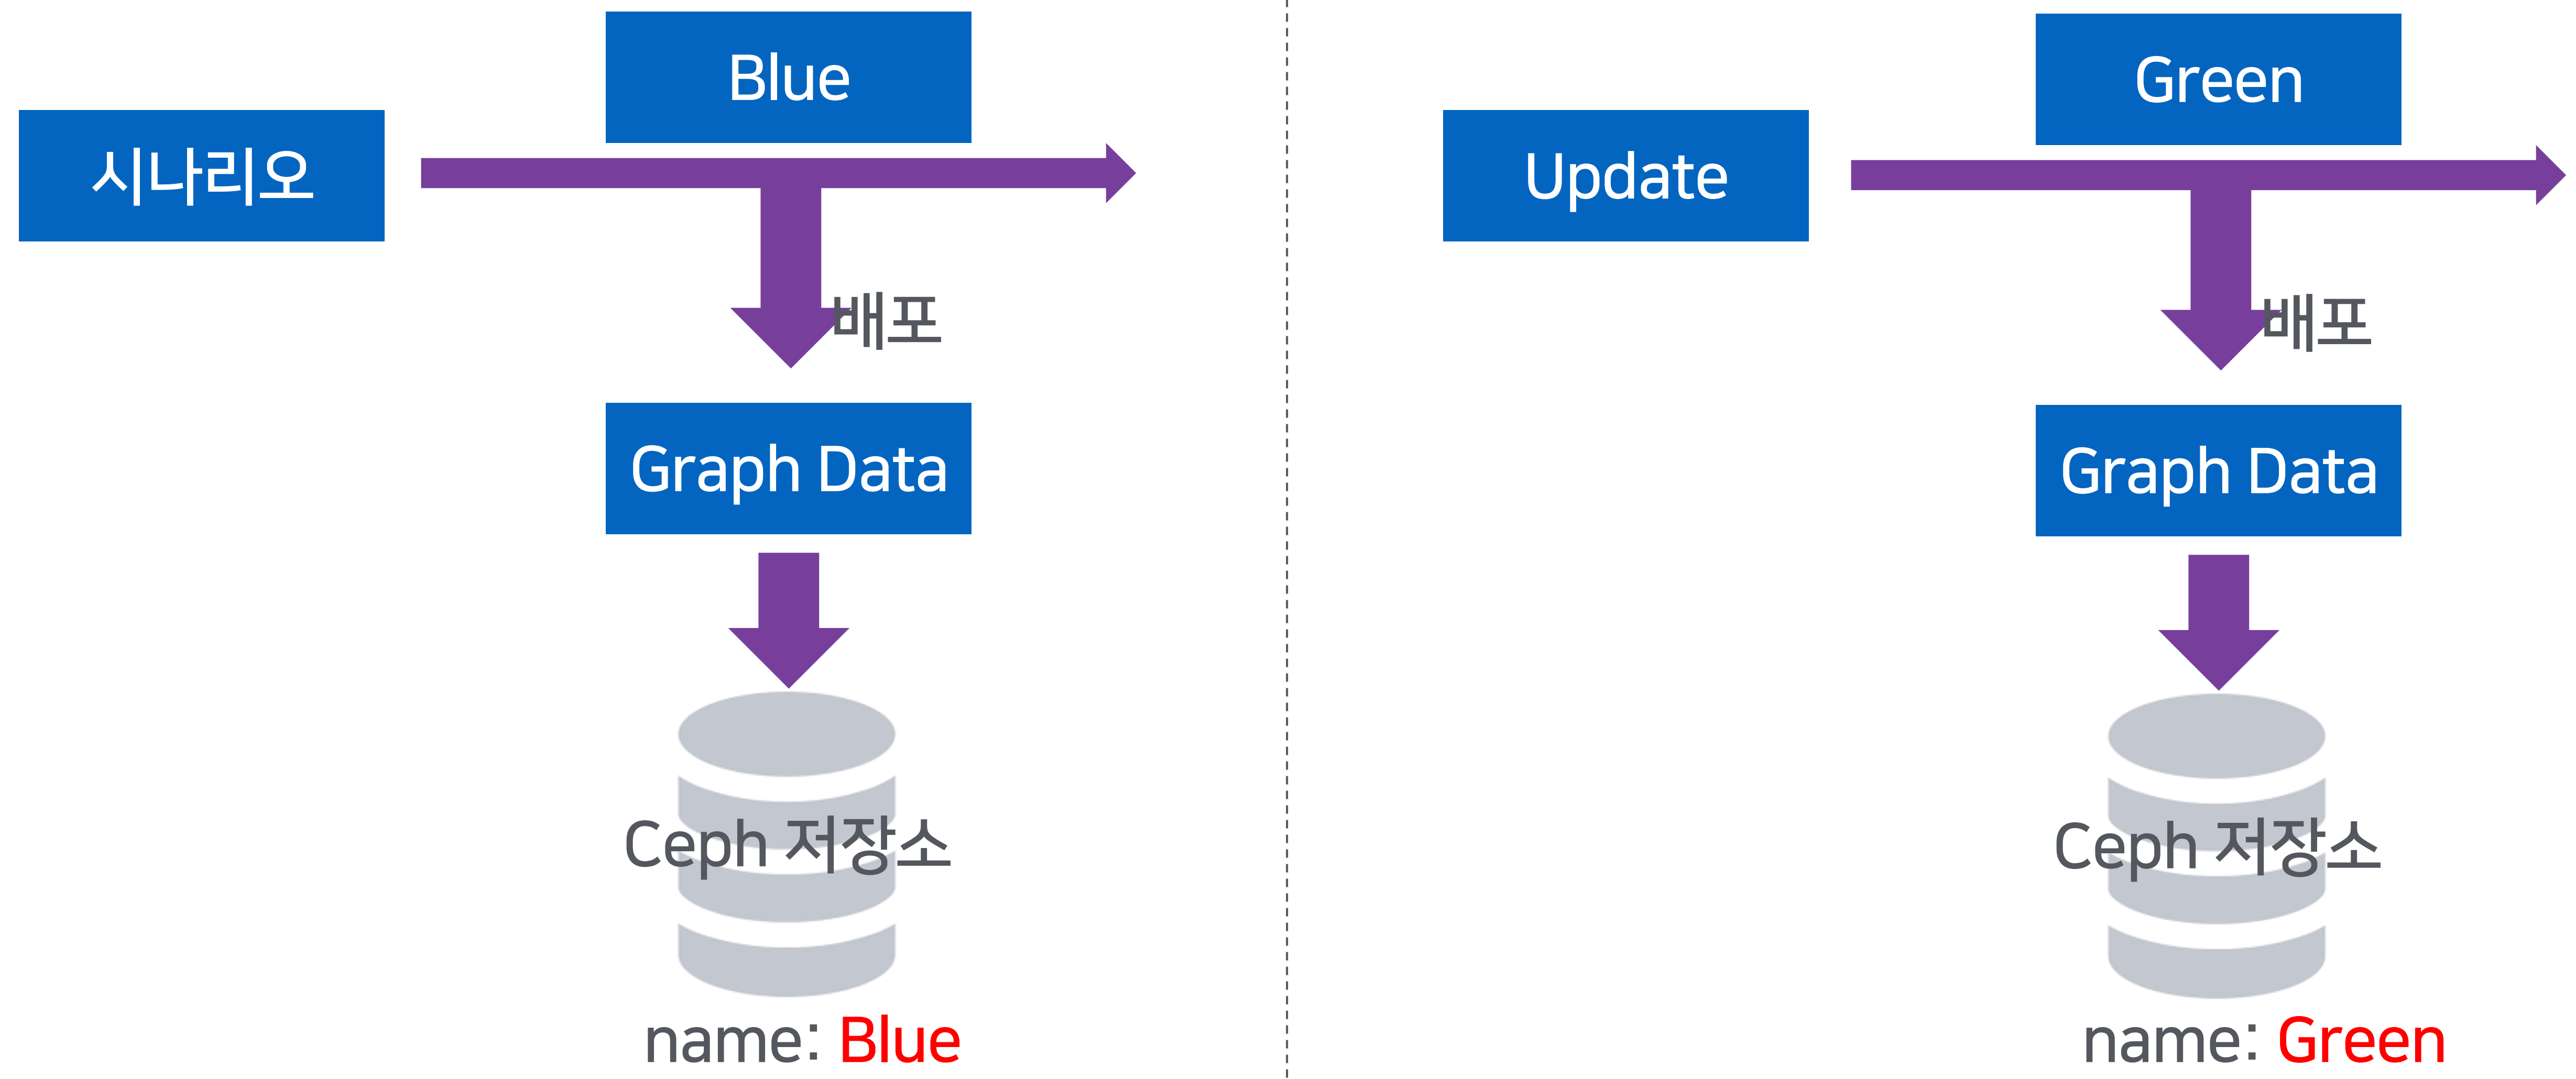 시나리오
Blue
배포
Graph Data
Ceph 저장소
name: Blue
Update
Green
배포
Graph Data
Ceph 저장소
name: Green